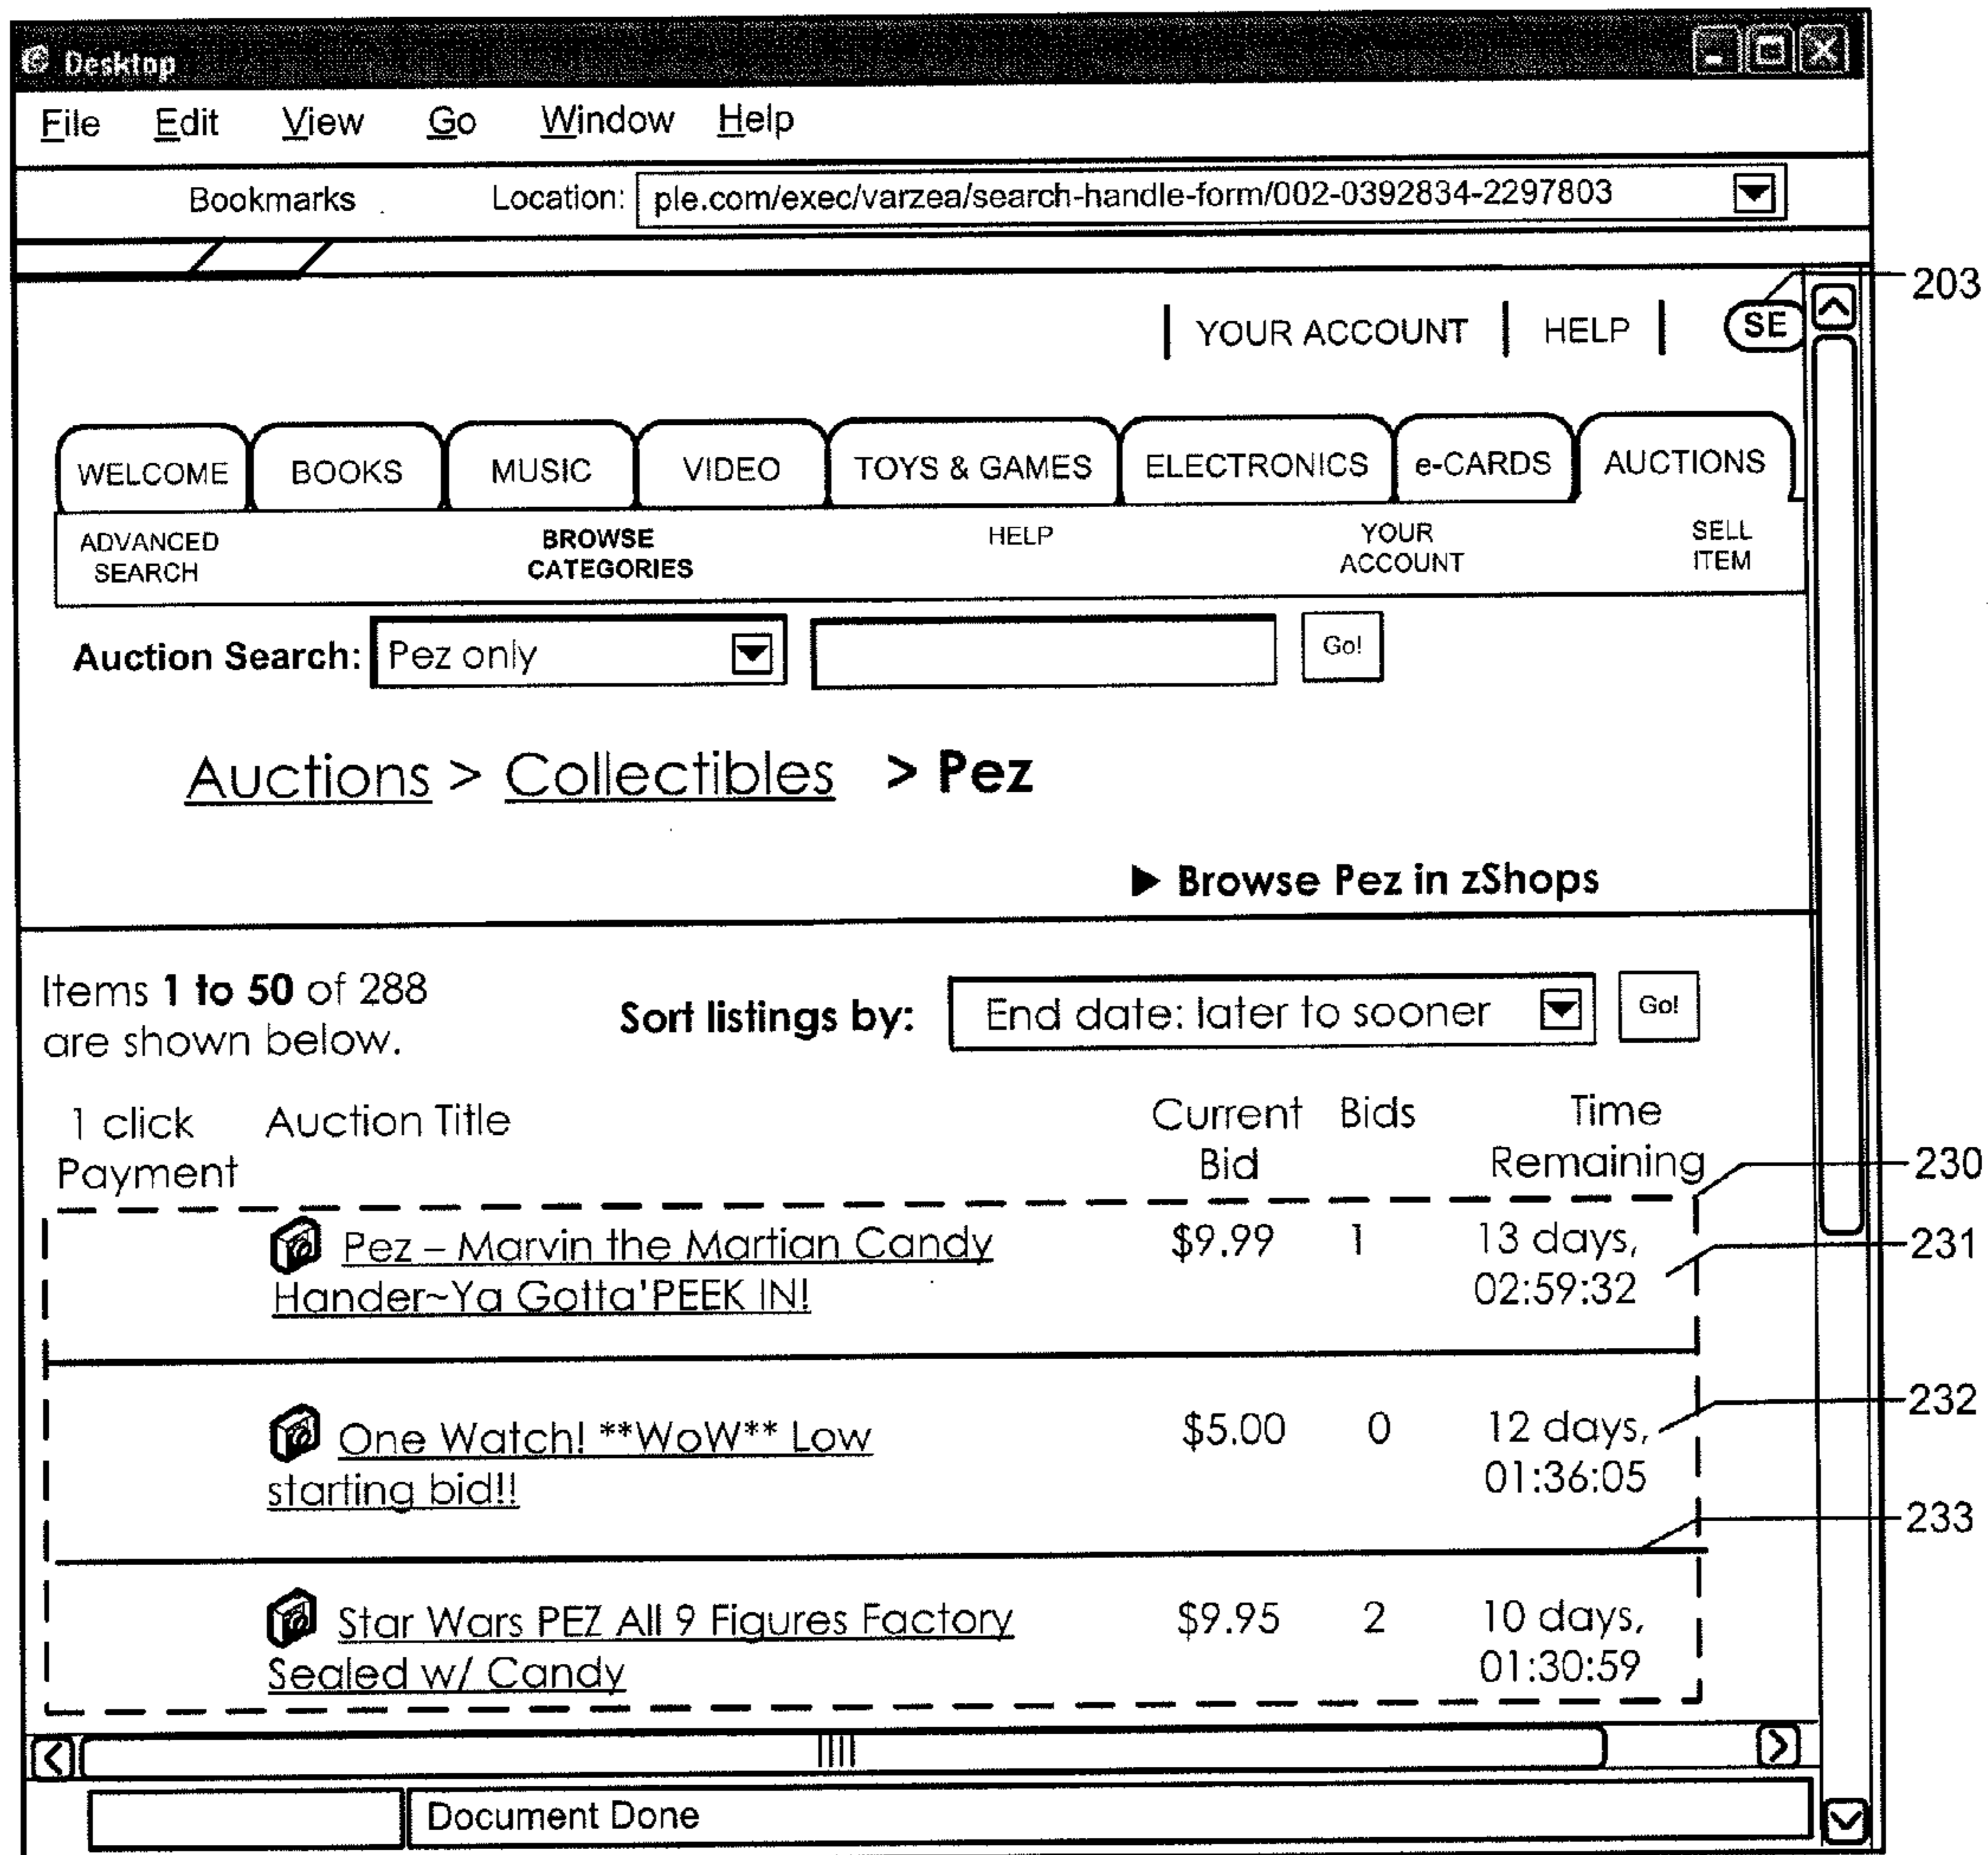 Desktop
File Edit View Go Window Help
Bookmarks Location: ple.com/exec/varzea/search-handle-form/002-0392834-2297803
203
YOUR ACCOUNT HELP SE
WELCOME BOOKS MUSIC VIDEO TOYS & GAMES ELECTRONICS e-CARDS AUCTIONS
ADVANCED SEARCH BROWSE CATEGORIES HELP YOUR ACCOUNT SELL ITEM
Auction Search: Pez only Go!
Auctions > Collectibles > Pez
▶ Browse Pez in zShops
Items 1 to 50 of 288
are shown below.
Sort listings by: End date: later to sooner Go!
1 click Auction Title Current Bids Time
Payment Bid Remaining
230
Pez – Marvin the Martian Candy $9.99 1 13 days,
231
Hander~Ya Gotta'PEEK IN! 02:59:32
232
One Watch! **WoW** Low $5.00 0 12 days,
starting bid!! 01:36:05
233
Star Wars PEZ All 9 Figures Factory $9.95 2 10 days,
Sealed w/ Candy 01:30:59
Document Done